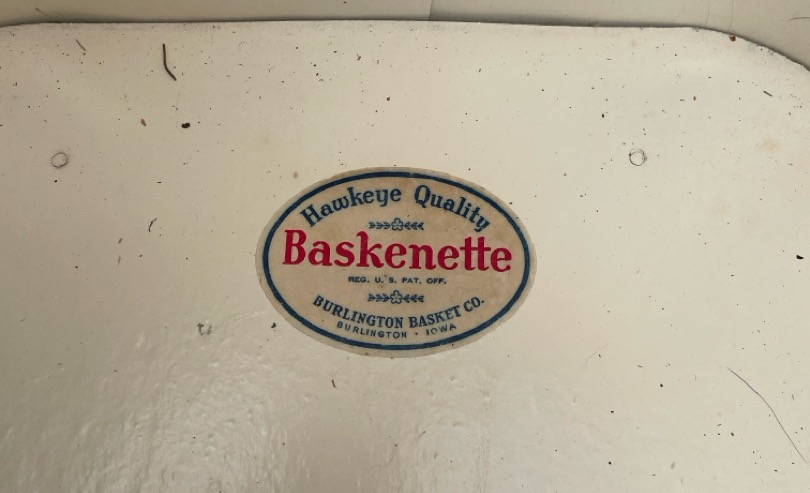 Hawkeye Quality
Baskenette
REG. U. S. PAT. OFF.
BURLINGTON BASKET CO.
BURLINGTON · IOWA